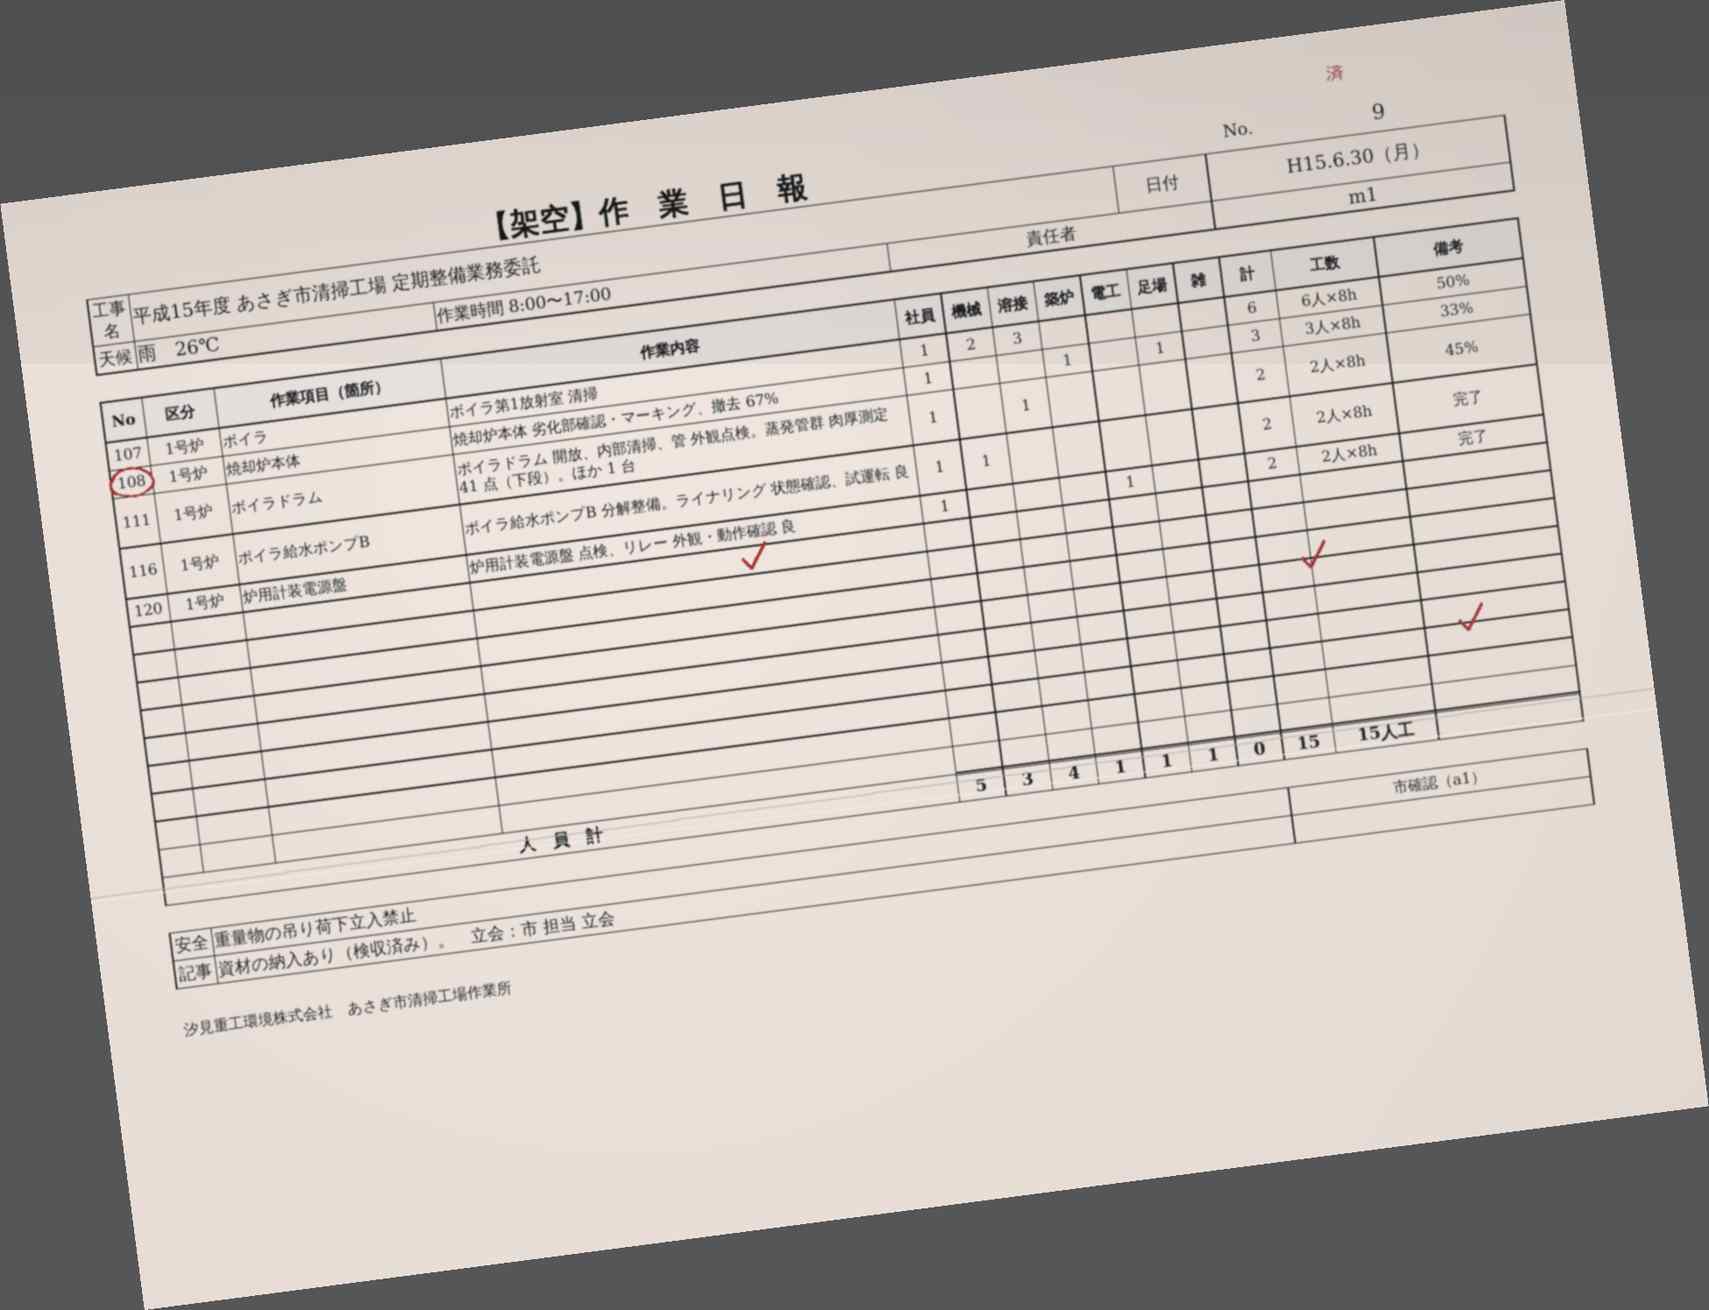 済
No. 9
【架空】作 業 日 報
工事名 平成15年度 あさぎ市清掃工場 定期整備業務委託 日付 H15.6.30（月）
天候 雨 26℃ 作業時間 8:00〜17:00 責任者 m1
No 区分 作業項目（箇所） 作業内容 社員 機械 溶接 築炉 電工 足場 雑 計 工数 備考
107 1号炉 ボイラ ボイラ第1放射室 清掃 1 2 3 6 6人×8h 50%
108 1号炉 焼却炉本体 焼却炉本体 劣化部確認・マーキング、撤去 67% 1 1 1 3 3人×8h 33%
111 1号炉 ボイラドラム ボイラドラム 開放、内部清掃、管 外観点検。蒸発管群 肉厚測定
41 点（下段）。ほか 1 台 1 1 2 2人×8h 45%
116 1号炉 ボイラ給水ポンプB ボイラ給水ポンプB 分解整備。ライナリング 状態確認、試運転 良 1 1 2 2人×8h 完了
120 1号炉 炉用計装電源盤 炉用計装電源盤 点検、リレー 外観・動作確認 良 1 1 2 2人×8h 完了
人 員 計 5 3 4 1 1 1 0 15 15人工
安全 重量物の吊り荷下立入禁止 市確認（a1）
記事 資材の納入あり（検収済み）。 立会：市 担当 立会
汐見重工環境株式会社 あさぎ市清掃工場作業所